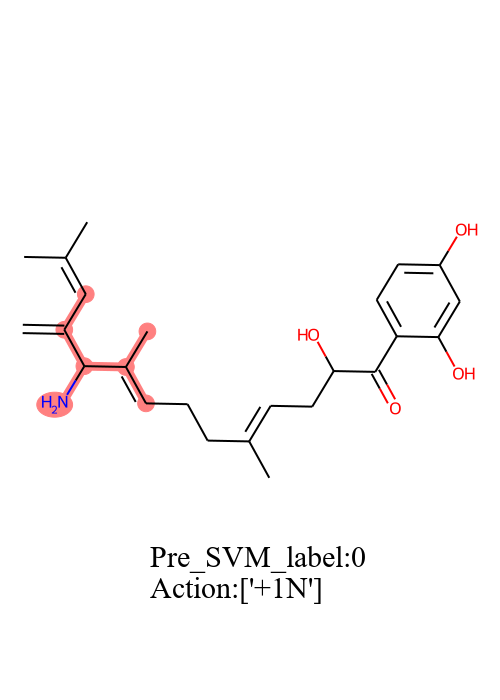 OH
HO
OH
O
H2N
Pre_SVM_label:0
Action:['+1N']